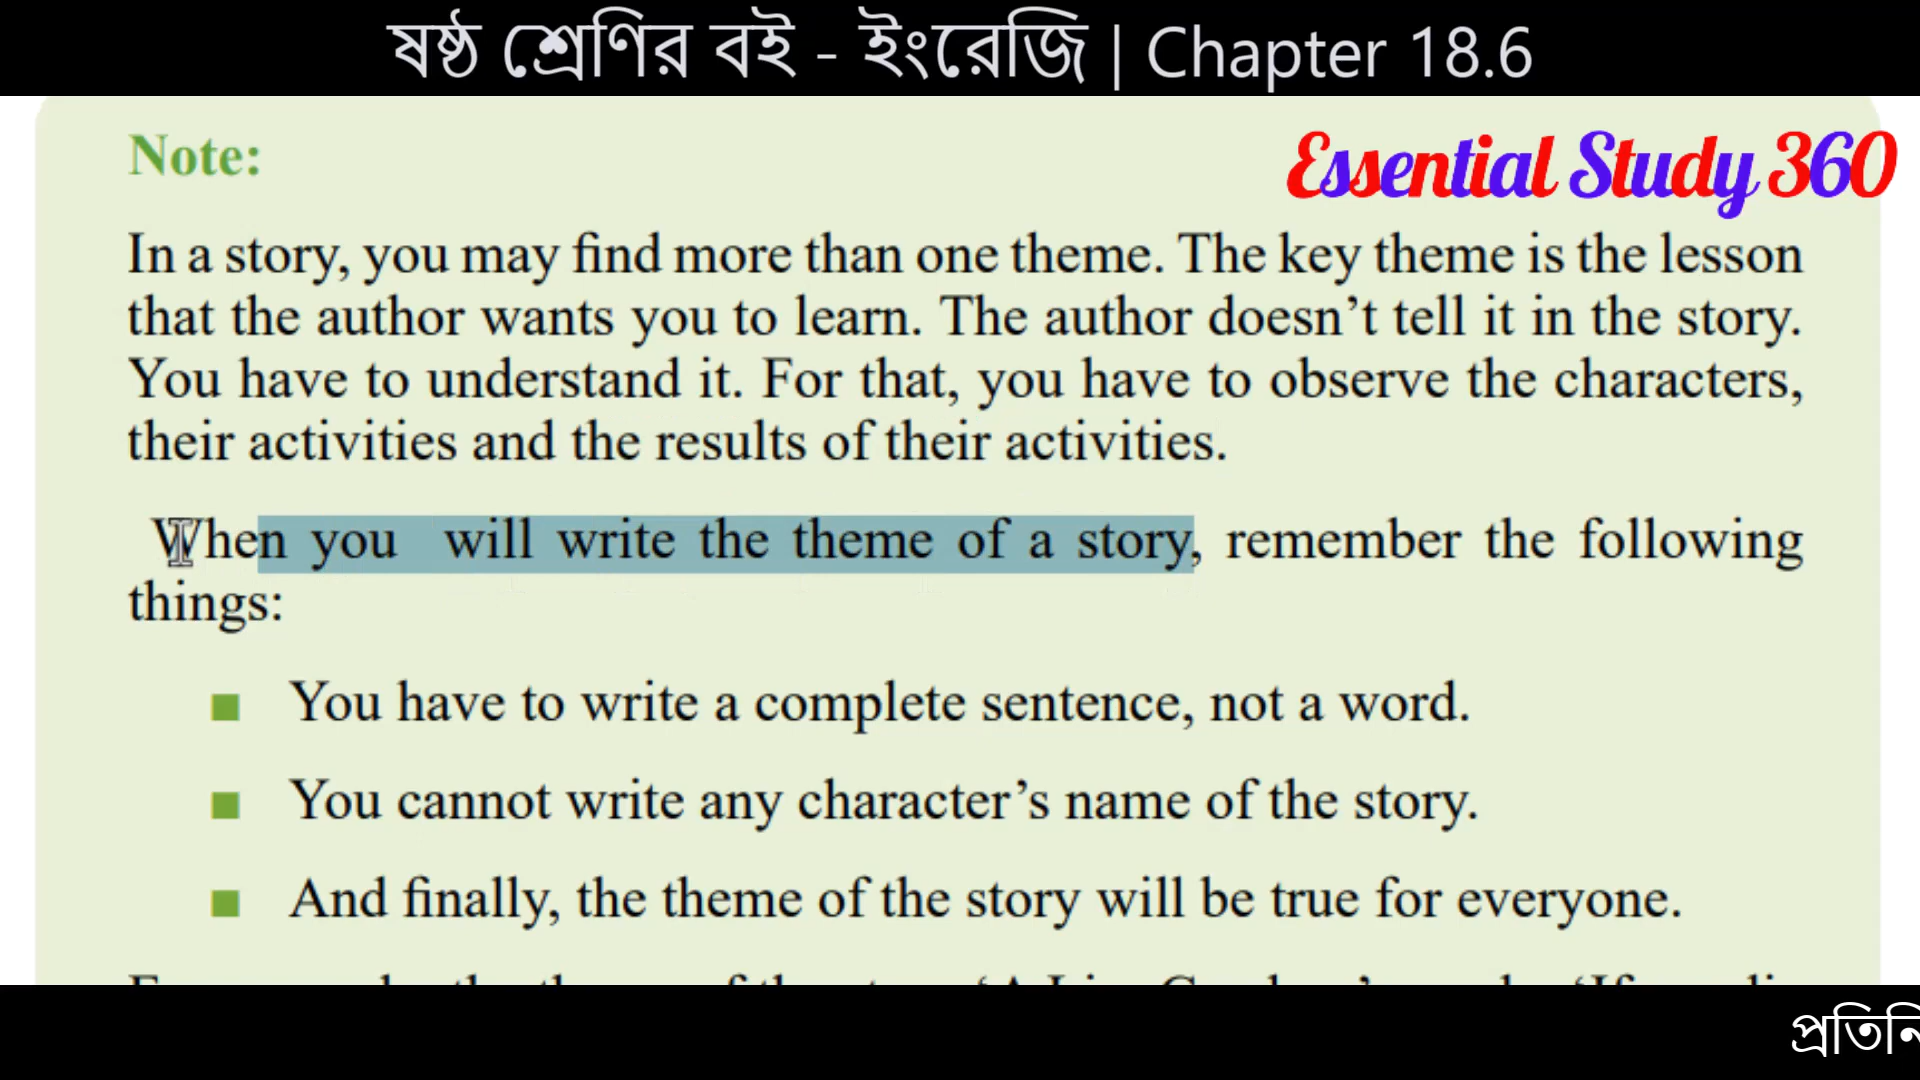 ষষ্ঠ শ্রেণির বই - ইংরেজি | Chapter 18.6
Note:
Essential Study 360
In a story, you may find more than one theme. The key theme is the lesson
that the author wants you to learn. The author doesn’t tell it in the story.
You have to understand it. For that, you have to observe the characters,
their activities and the results of their activities.
When you will write the theme of a story, remember the following
things:
■ You have to write a complete sentence, not a word.
■ You cannot write any character’s name of the story.
■ And finally, the theme of the story will be true for everyone.